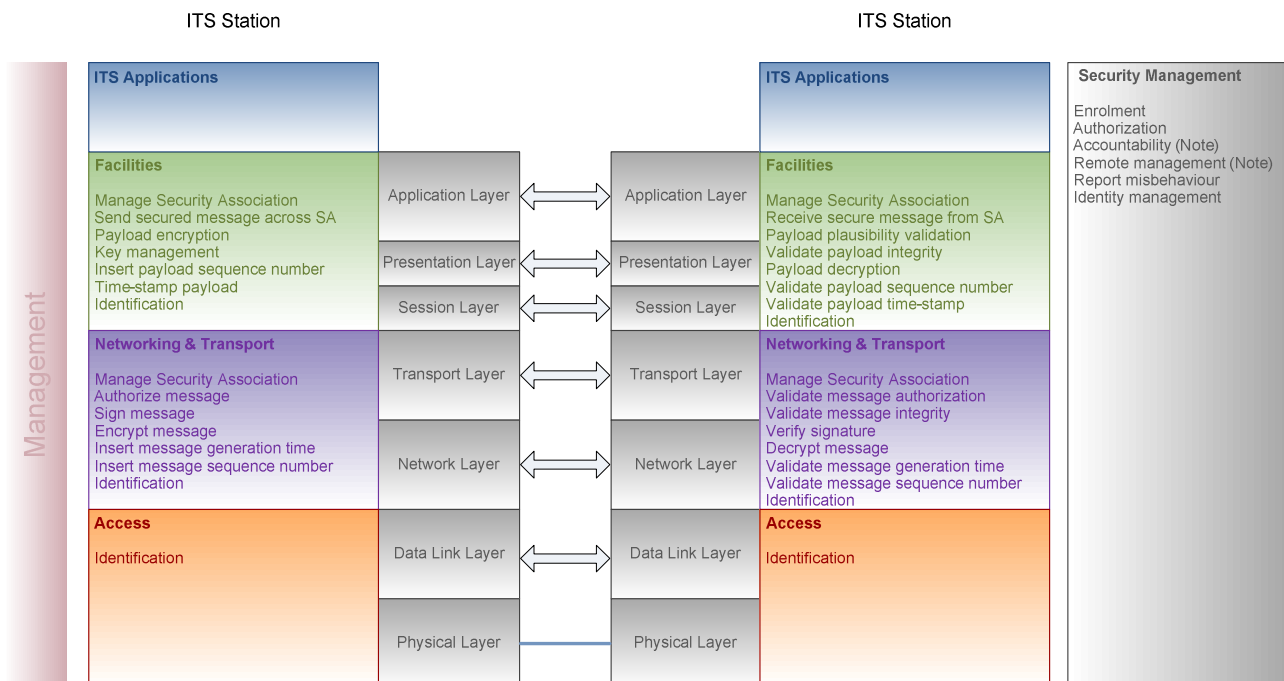 ITS Station
ITS Station
Management
ITS Applications
Facilities
Manage Security Association
Send secured message across SA
Payload encryption
Key management
Insert payload sequence number
Time-stamp payload
Identification
Networking & Transport
Manage Security Association
Authorize message
Sign message
Encrypt message
Insert message generation time
Insert message sequence number
Identification
Access
Identification
Application Layer
Presentation Layer
Session Layer
Transport Layer
Network Layer
Data Link Layer
Physical Layer
Application Layer
Presentation Layer
Session Layer
Transport Layer
Network Layer
Data Link Layer
Physical Layer
ITS Applications
Facilities
Manage Security Association
Receive secure message from SA
Payload plausibility validation
Validate payload integrity
Payload decryption
Validate payload sequence number
Validate payload time-stamp
Identification
Networking & Transport
Manage Security Association
Validate message authorization
Validate message integrity
Verify signature
Decrypt message
Validate message generation time
Validate message sequence number
Identification
Access
Identification
Security Management
Enrolment
Authorization
Accountability (Note)
Remote management (Note)
Report misbehaviour
Identity management